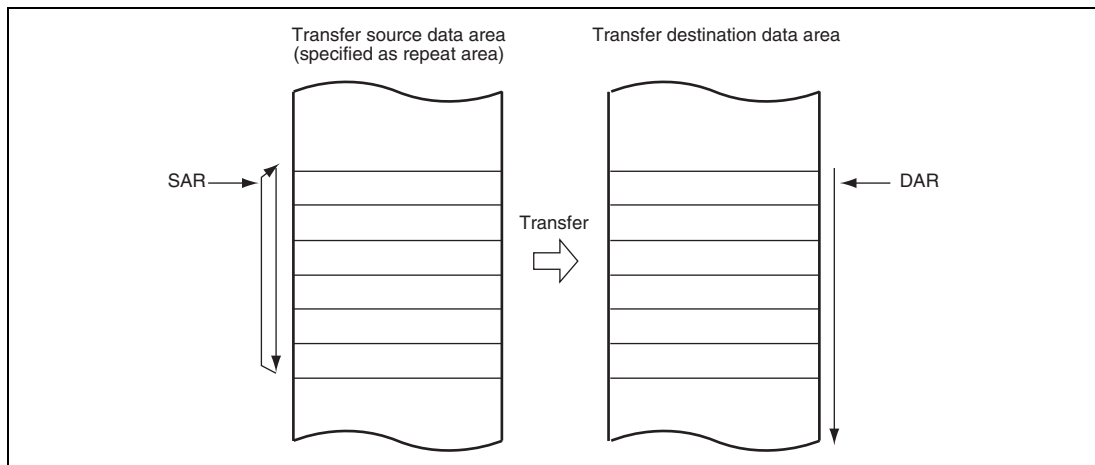 Transfer source data area
(specified as repeat area)
Transfer destination data area
SAR
Transfer
DAR